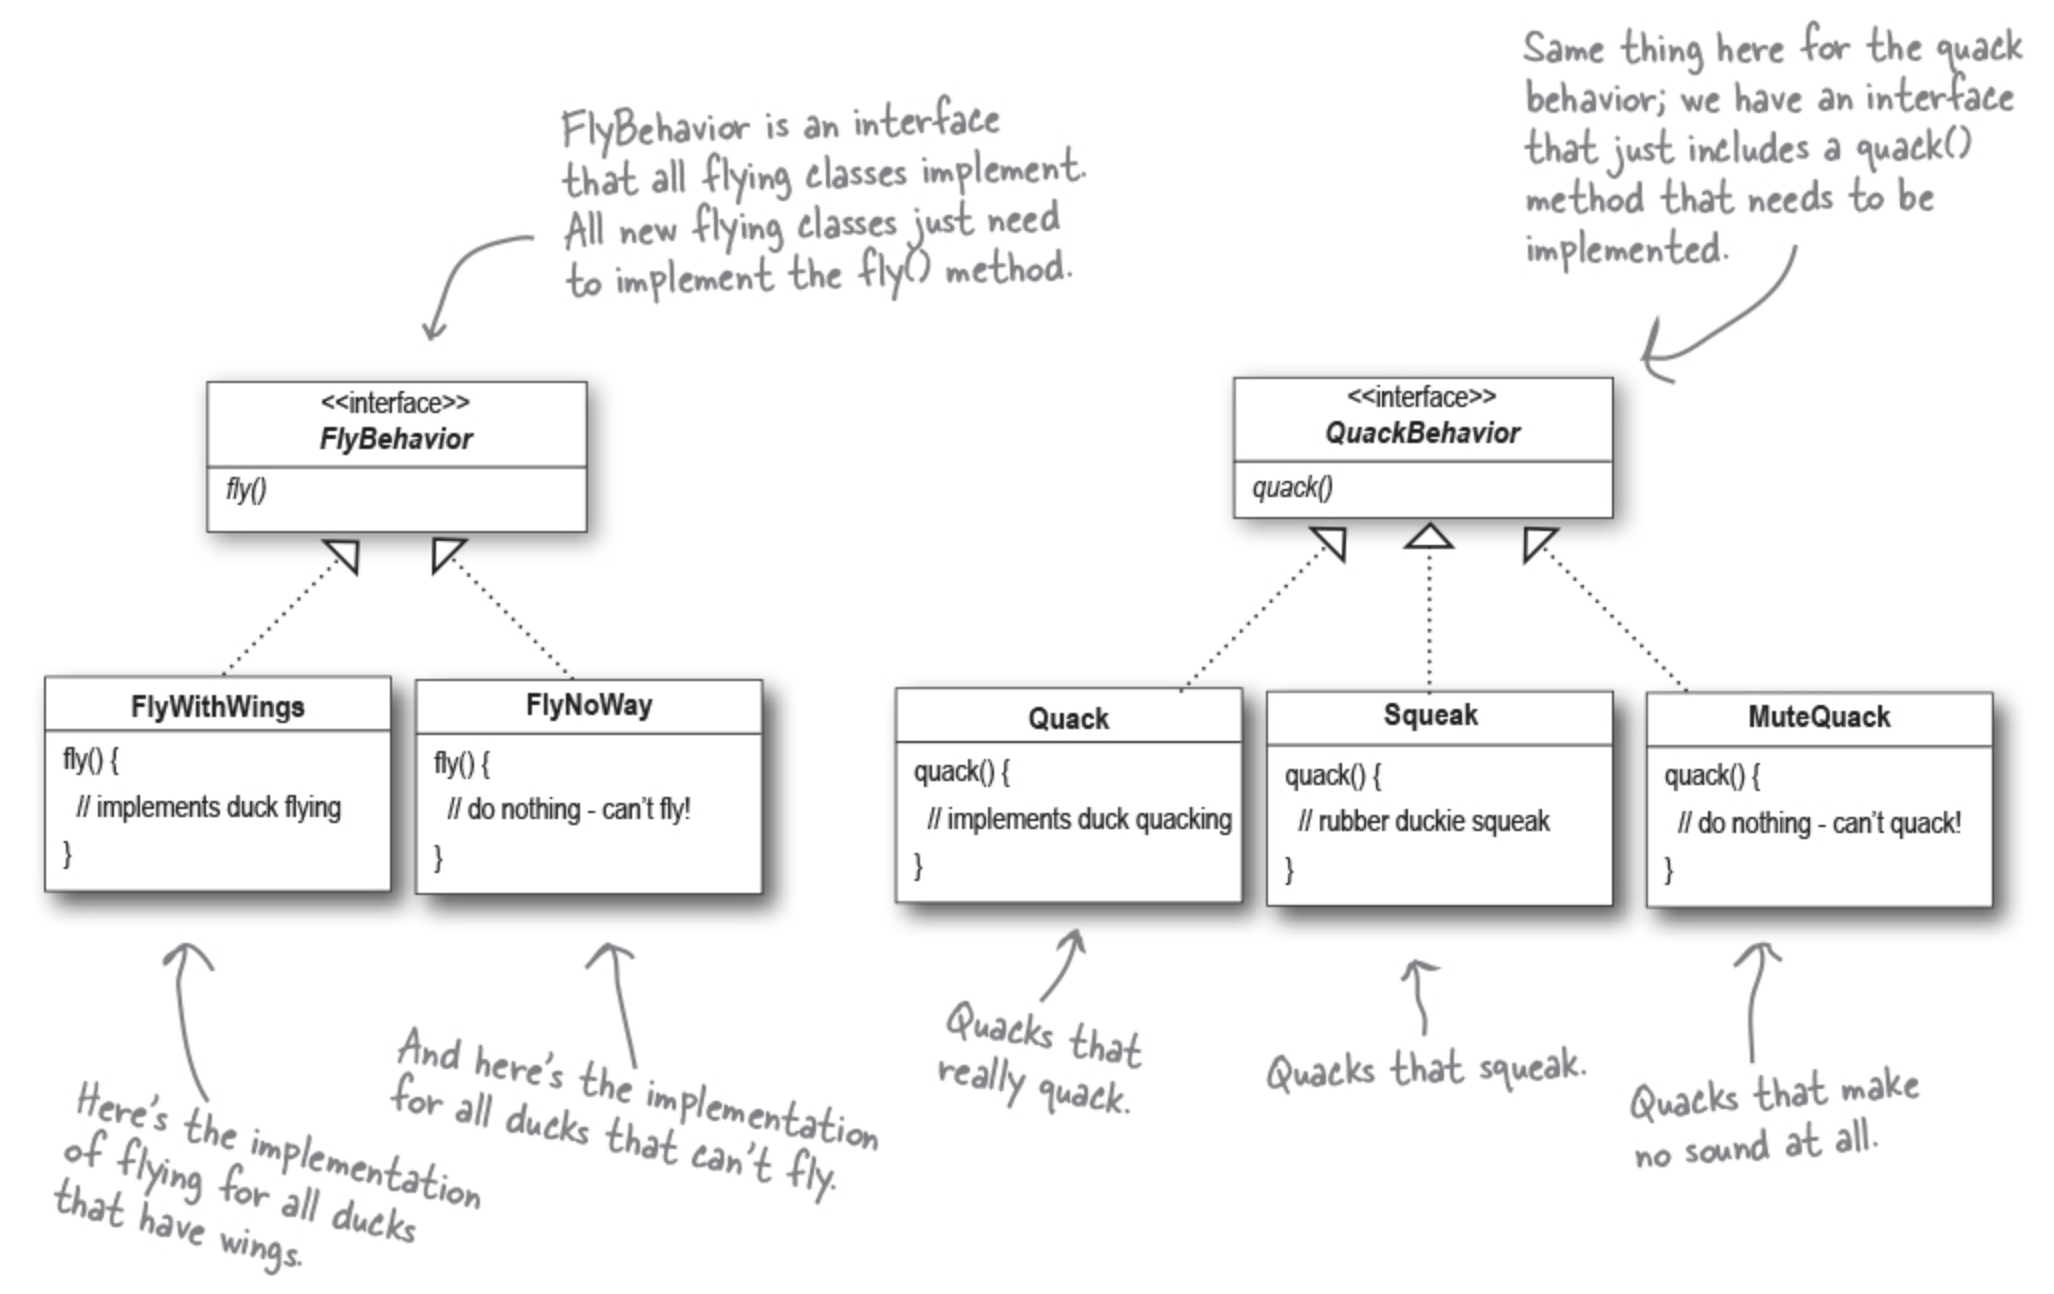 FlyBehavior is an interface
that all flying classes implement.
All new flying classes just need
to implement the fly() method.
Same thing here for the quack
behavior; we have an interface
that just includes a quack()
method that needs to be
implemented.
<<interface>>
FlyBehavior
fly()
<<interface>>
QuackBehavior
quack()
FlyWithWings
fly() {
// implements duck flying
}
FlyNoWay
fly() {
// do nothing - can't fly!
}
Quack
quack() {
// implements duck quacking
}
Squeak
quack() {
// rubber duckie squeak
}
MuteQuack
quack() {
// do nothing - can't quack!
}
Here's the implementation
of flying for all ducks
that have wings.
And here's the implementation
for all ducks that can't fly.
Quacks that
really quack.
Quacks that squeak.
Quacks that make
no sound at all.